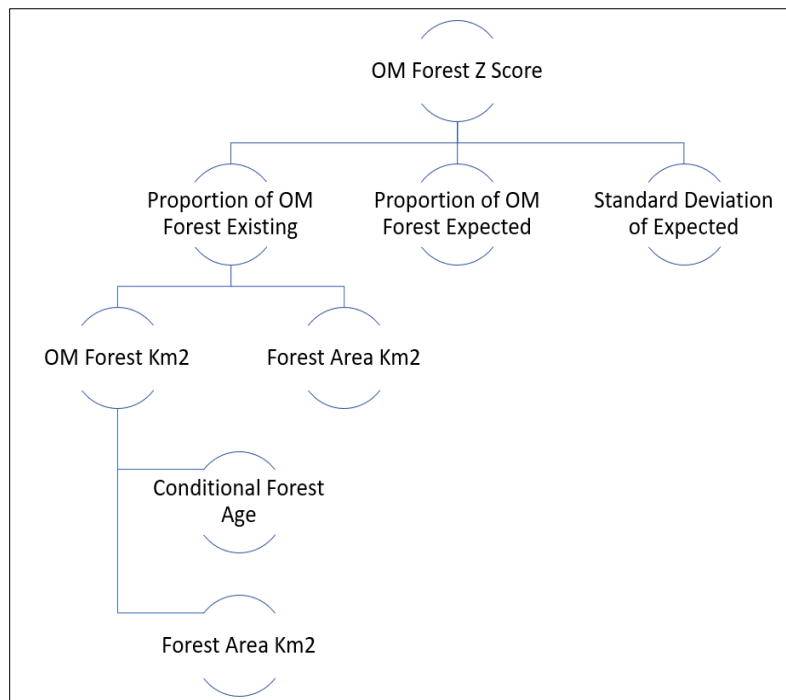 OM Forest Z Score
Proportion of OM
Forest Existing
Proportion of OM
Forest Expected
Standard Deviation
of Expected
OM Forest Km2
Forest Area Km2
Conditional Forest
Age
Forest Area Km2